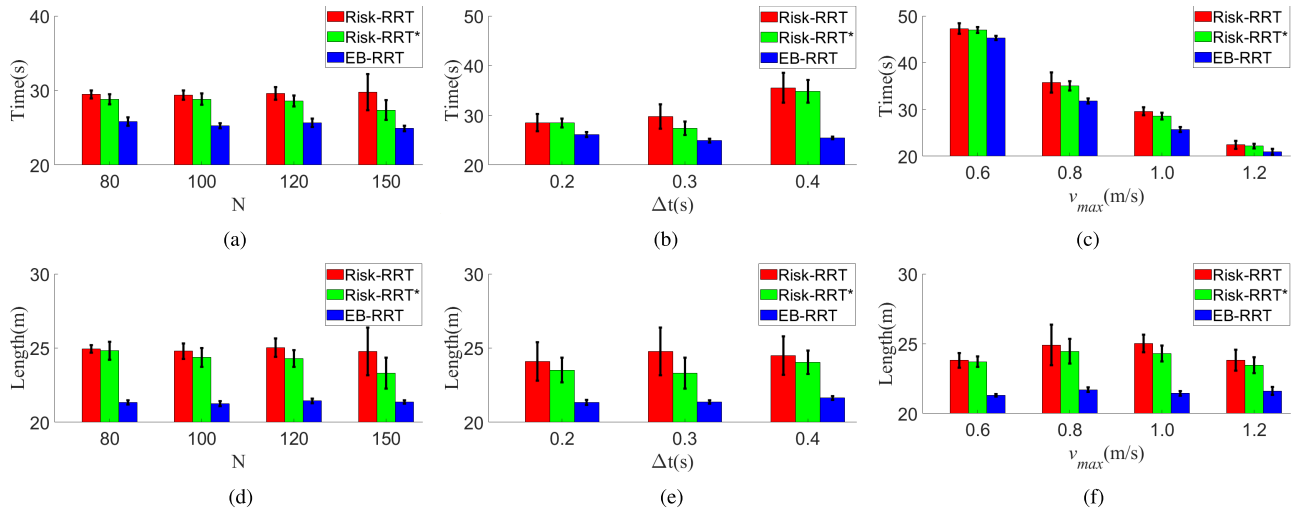 Time(s)
40
30
20
80 100 120 150
N
Risk-RRT
Risk-RRT*
EB-RRT
(a)
Time(s)
50
40
30
20
0.2 0.3 0.4
Δt(s)
Risk-RRT
Risk-RRT*
EB-RRT
(b)
Time(s)
50
40
30
20
0.6 0.8 1.0 1.2
vmax(m/s)
Risk-RRT
Risk-RRT*
EB-RRT
(c)
Length(m)
30
25
20
80 100 120 150
N
Risk-RRT
Risk-RRT*
EB-RRT
(d)
Length(m)
30
25
20
0.2 0.3 0.4
Δt(s)
Risk-RRT
Risk-RRT*
EB-RRT
(e)
Length(m)
30
25
20
0.6 0.8 1.0 1.2
vmax(m/s)
Risk-RRT
Risk-RRT*
EB-RRT
(f)